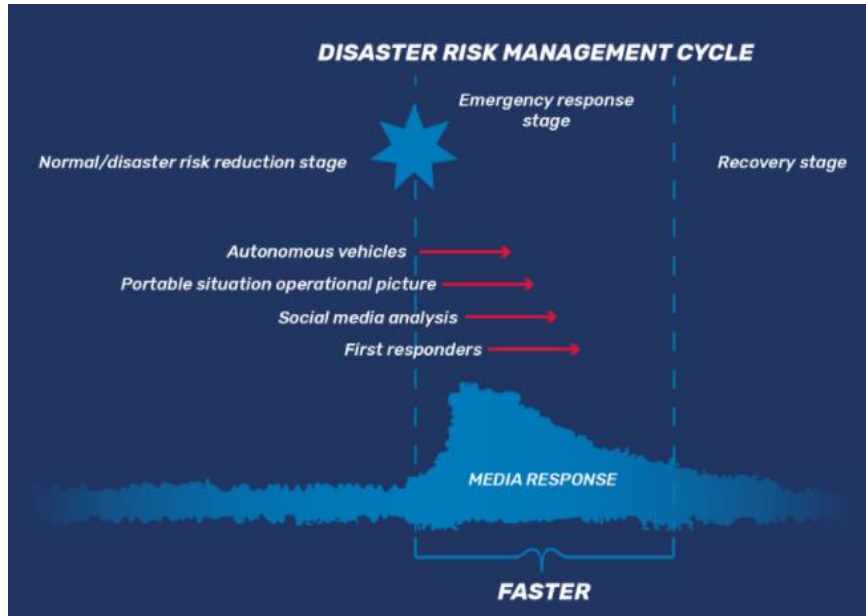 DISASTER RISK MANAGEMENT CYCLE
Emergency response
stage
Normal/disaster risk reduction stage
Recovery stage
Autonomous vehicles
Portable situation operational picture
Social media analysis
First responders
MEDIA RESPONSE
FASTER